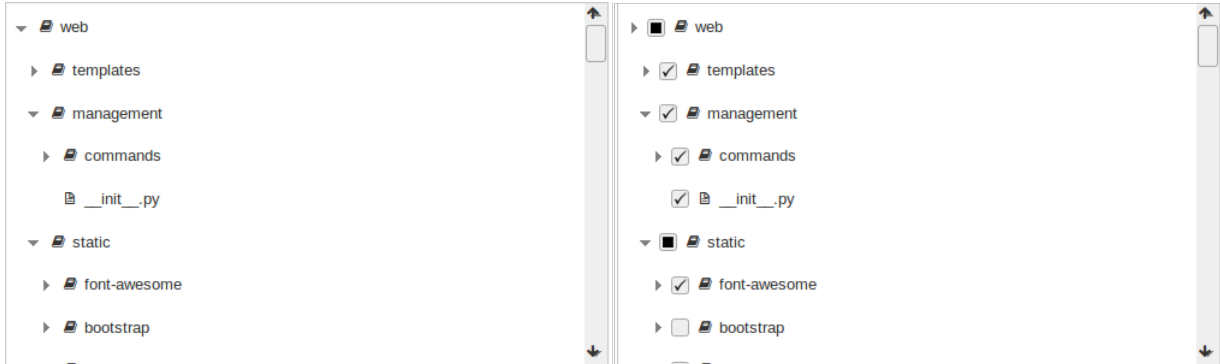 web
templates
management
commands
__init__.py
static
font-awesome
bootstrap
web
templates
management
commands
__init__.py
static
font-awesome
bootstrap